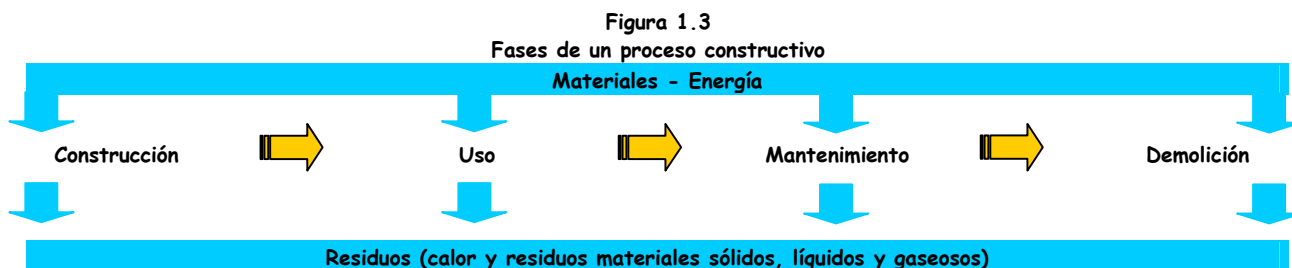 Figura 1.3
Fases de un proceso constructivo
Materiales - Energía
Construcción
Uso
Mantenimiento
Demolición
Residuos (calor y residuos materiales sólidos, líquidos y gaseosos)